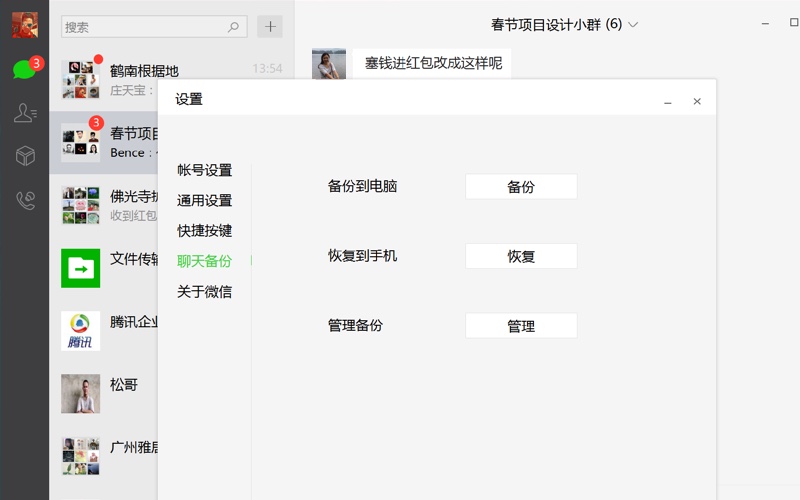 搜索
春节项目设计小群 (6)
3
鹤南根据地
13:54
庄天宝：
塞钱进红包改成这样呢
3
春节项目
Bence：
佛光寺扩
收到红包
文件传输
腾讯企业
腾讯
松哥
广州雅居
设置
帐号设置
通用设置
快捷按键
聊天备份
关于微信
备份到电脑
备份
恢复到手机
恢复
管理备份
管理